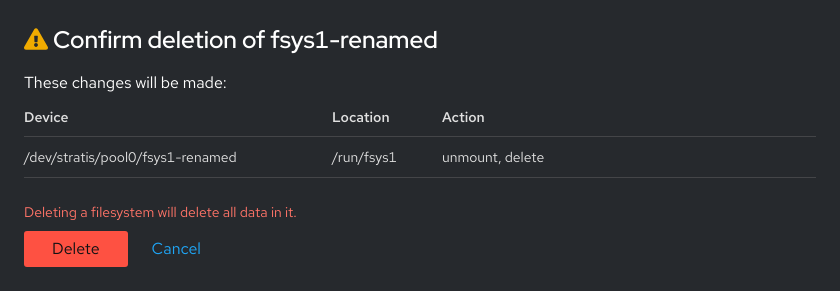 Confirm deletion of fsys1-renamed
These changes will be made:
Device Location Action
/dev/stratis/pool0/fsys1-renamed /run/fsys1 unmount, delete
Deleting a filesystem will delete all data in it.
Delete Cancel